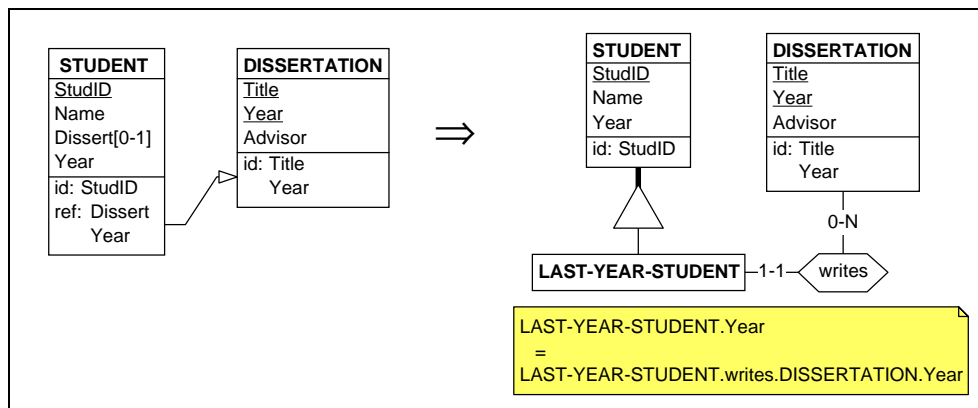 STUDENT
StudID
Name
Dissert[0-1]
Year
id: StudID
ref: Dissert
Year
DISSERTATION
Title
Year
Advisor
id: Title
Year
⇒
STUDENT
StudID
Name
Year
id: StudID
DISSERTATION
Title
Year
Advisor
id: Title
Year
0-N
LAST-YEAR-STUDENT
1-1
writes
LAST-YEAR-STUDENT.Year
=
LAST-YEAR-STUDENT.writes.DISSERTATION.Year